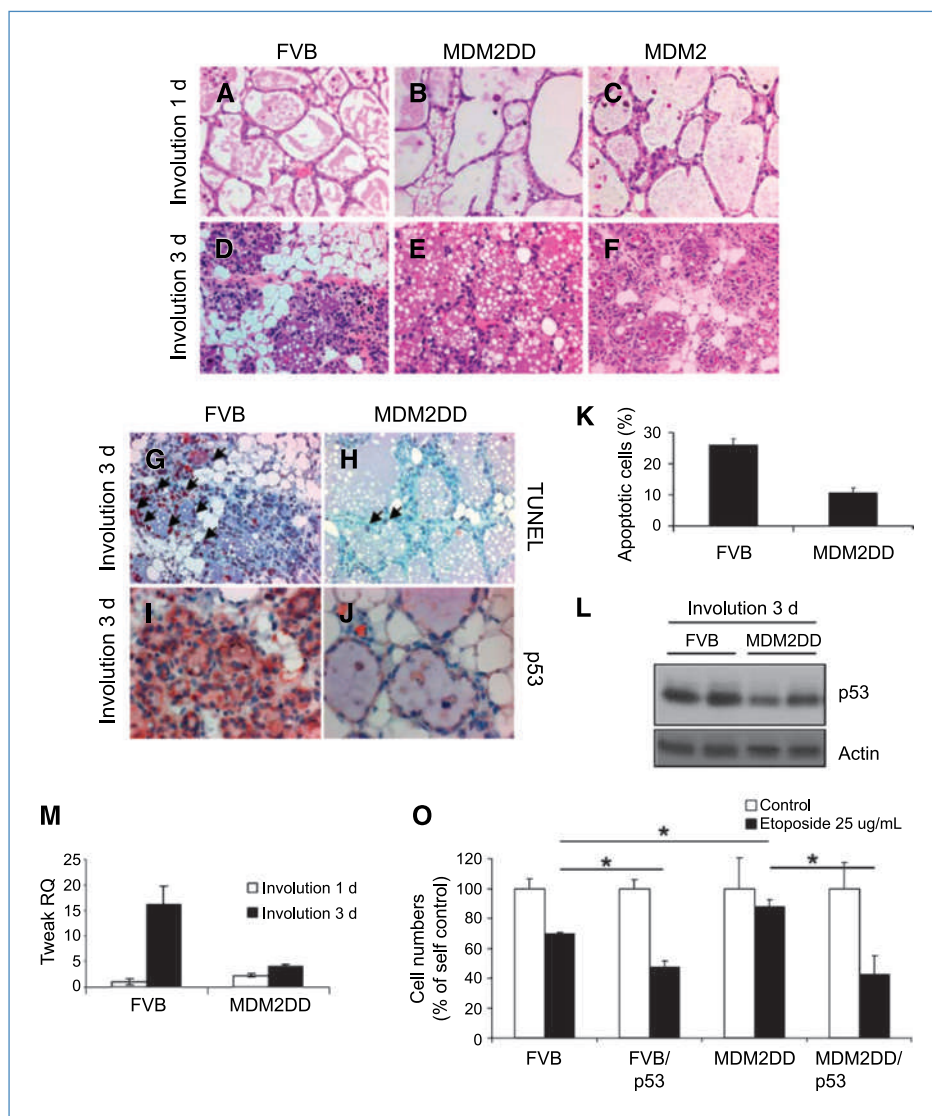 FVB MDM2DD MDM2
Involution 1 d
A B C
Involution 3 d
D E F
FVB MDM2DD
Involution 3 d
G H
TUNEL
Involution 3 d
I J
p53
K
Apoptotic cells (%)
30
20
10
0
FVB MDM2DD
L
Involution 3 d
FVB MDM2DD
p53
Actin
M
Tweak RQ
25
20
15
10
5
0
Involution 1 d
Involution 3 d
FVB MDM2DD
O
Control
Etoposide 25 ug/mL
Cell numbers
(% of self control)
120
100
80
60
40
20
0
*
* *
FVB FVB/ MDM2DD MDM2DD/
p53 p53